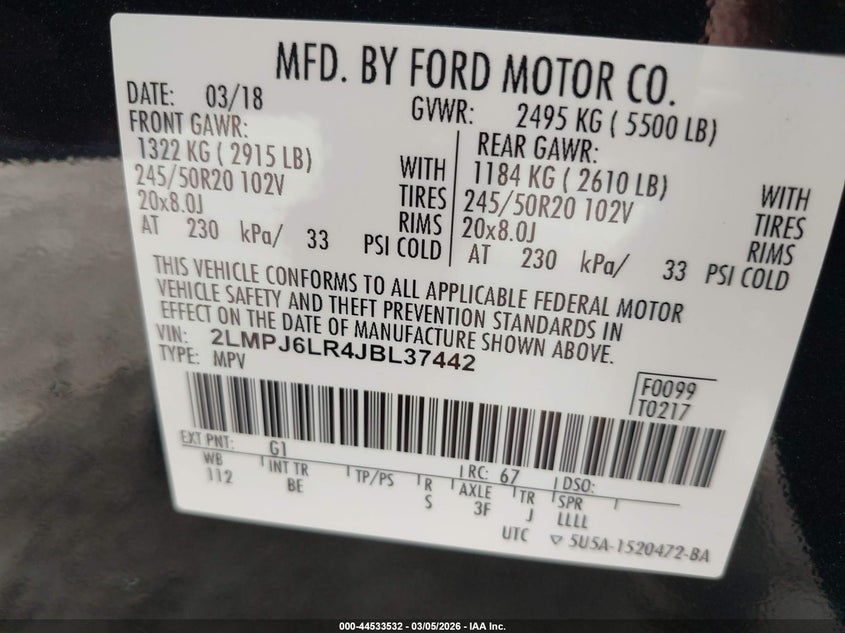 MFD. BY FORD MOTOR CO.
DATE: 03/18
GVWR: 2495 KG ( 5500 LB)
FRONT GAWR:
1322 KG ( 2915 LB) WITH
245/50R20 102V TIRES
20x8.0J RIMS
AT 230 kPa/ 33 PSI COLD
REAR GAWR:
1184 KG ( 2610 LB) WITH
245/50R20 102V TIRES
20x8.0J RIMS
AT 230 kPa/ 33 PSI COLD
THIS VEHICLE CONFORMS TO ALL APPLICABLE FEDERAL MOTOR
VEHICLE SAFETY AND THEFT PREVENTION STANDARDS IN
EFFECT ON THE DATE OF MANUFACTURE SHOWN ABOVE.
VIN: 2LMPJ6LR4JBL37442
TYPE: MPV
F0099
T0217
EXT PNT: G1 RC: 67 DSO:
WB INT TR TP/PS R AXLE TR SPR
112 BE S 3F J LLLL
UTC ▽ 5U5A-1520472-BA
000-44533532 - 03/05/2026 - IAA Inc.